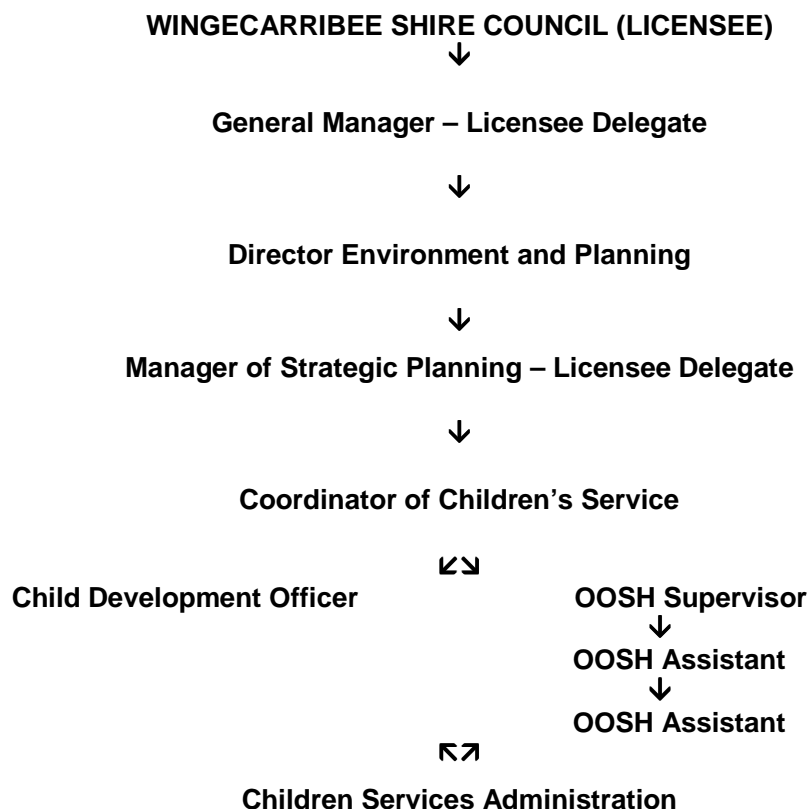 WINGECARRIBEE SHIRE COUNCIL (LICENSEE)
↓
General Manager – Licensee Delegate
↓
Director Environment and Planning
↓
Manager of Strategic Planning – Licensee Delegate
↓
Coordinator of Children’s Service
↙↘
Child Development Officer OOSH Supervisor
↓
OOSH Assistant
↓
OOSH Assistant
↖↗
Children Services Administration